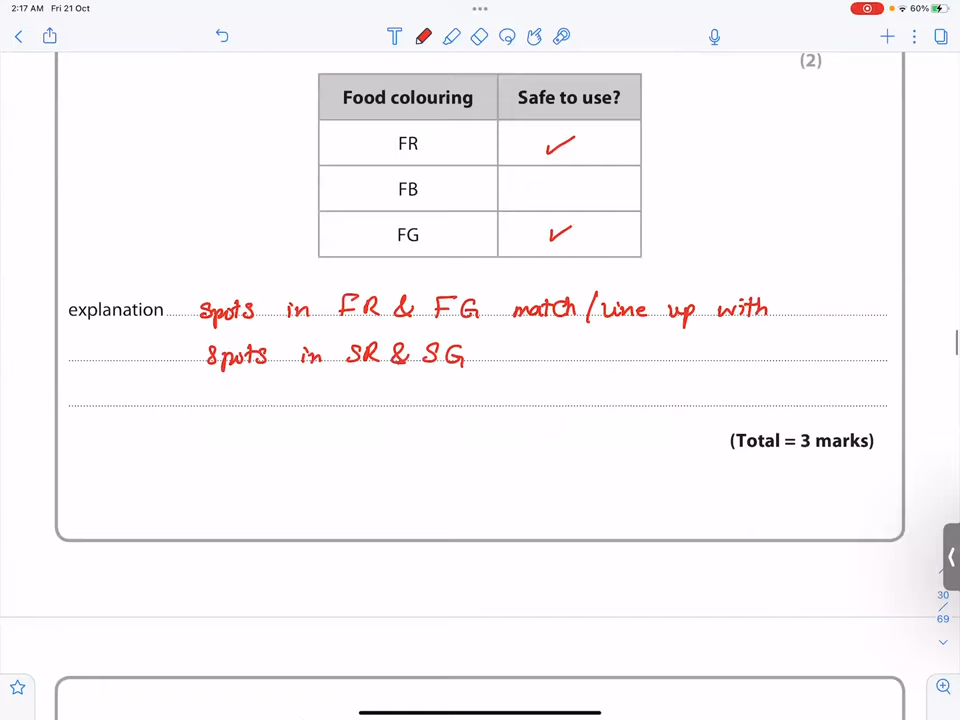 2:17 AM Fri 21 Oct
60%
(2)
Food colouring Safe to use?
FR ✓
FB
FG ✓
explanation spots in FR & FG match/line up with
spots in SR & SG
(Total = 3 marks)
30
/
69